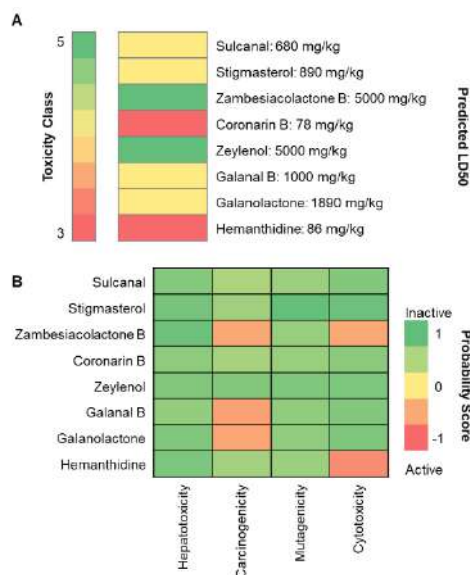 A
5
Toxicity Class
3
Sulcanal: 680 mg/kg
Stigmasterol: 890 mg/kg
Zambesiacolactone B: 5000 mg/kg
Coronarin B: 78 mg/kg
Zeylenol: 5000 mg/kg
Galanal B: 1000 mg/kg
Galanolactone: 1890 mg/kg
Hemanthidine: 86 mg/kg
Predicted LD50
B
Sulcanal
Stigmasterol
Zambesiacolactone B
Coronarin B
Zeylenol
Galanal B
Galanolactone
Hemanthidine
Hepatotoxicity
Carcinogenicity
Mutagenicity
Cytotoxicity
Inactive
1
0
-1
Active
Probability Score